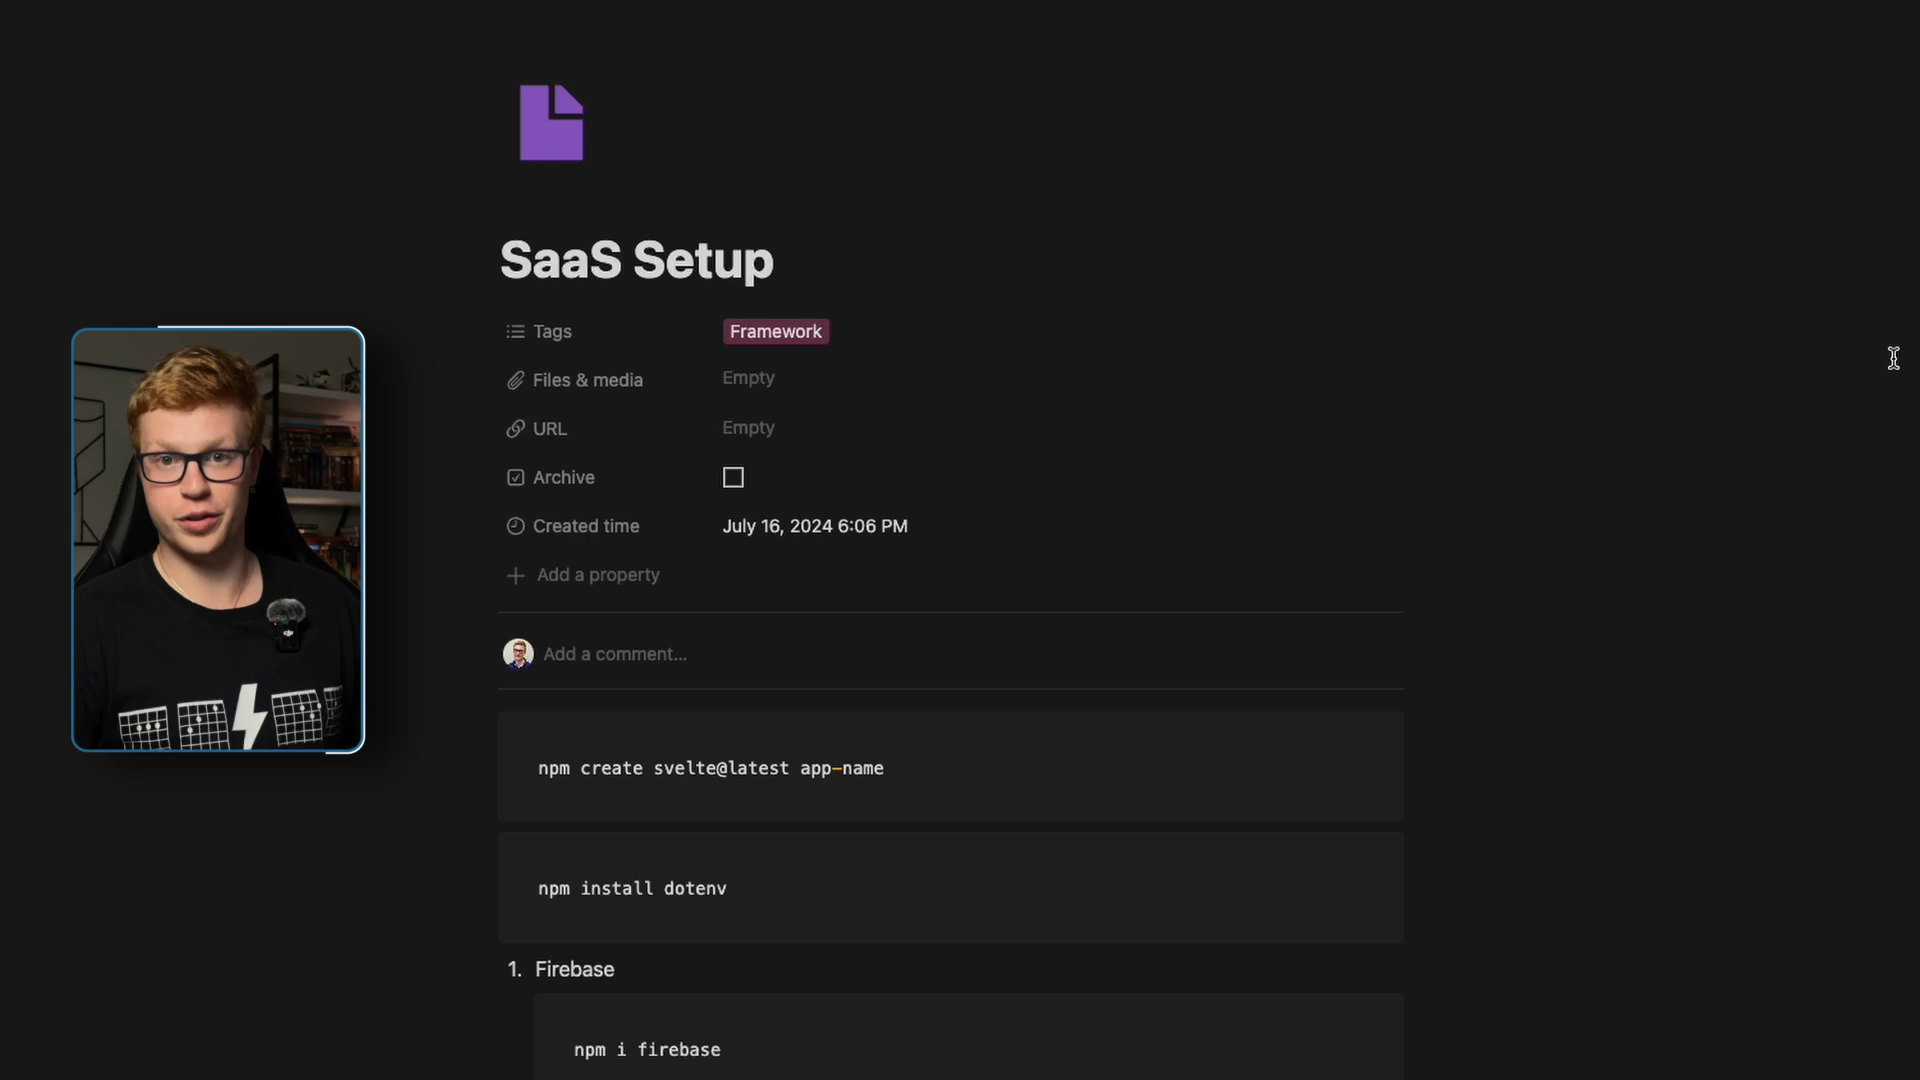 SaaS Setup
Tags Framework
Files & media Empty
URL Empty
Archive
Created time July 16, 2024 6:06 PM
Add a property
Add a comment...
npm create svelte@latest app-name
npm install dotenv
1. Firebase
npm i firebase